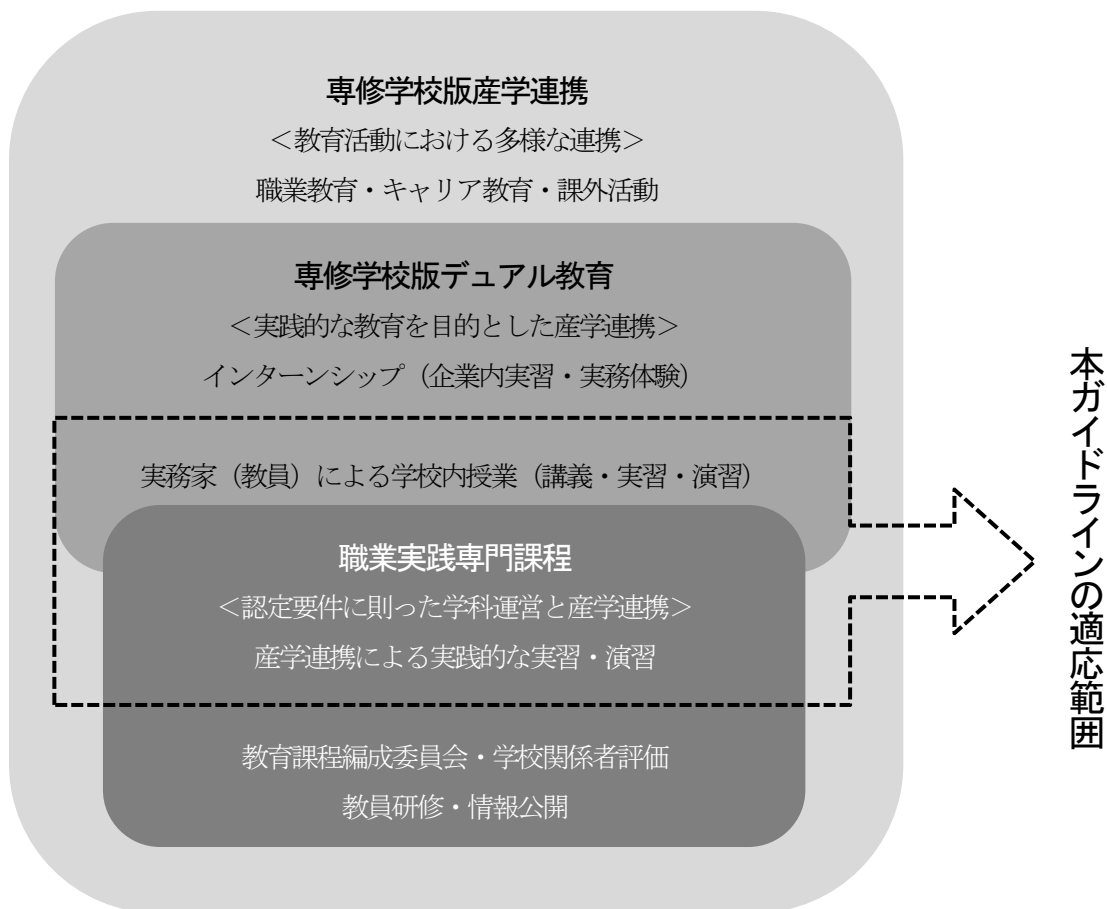 専修学校版産学連携
＜教育活動における多様な連携＞
職業教育・キャリア教育・課外活動
専修学校版デュアル教育
＜実践的な教育を目的とした産学連携＞
インターンシップ（企業内実習・実務体験）
実務家（教員）による学校内授業（講義・実習・演習）
職業実践専門課程
＜認定要件に則った学科運営と産学連携＞
産学連携による実践的な実習・演習
教育課程編成委員会・学校関係者評価
教員研修・情報公開
本ガイドラインの適応範囲